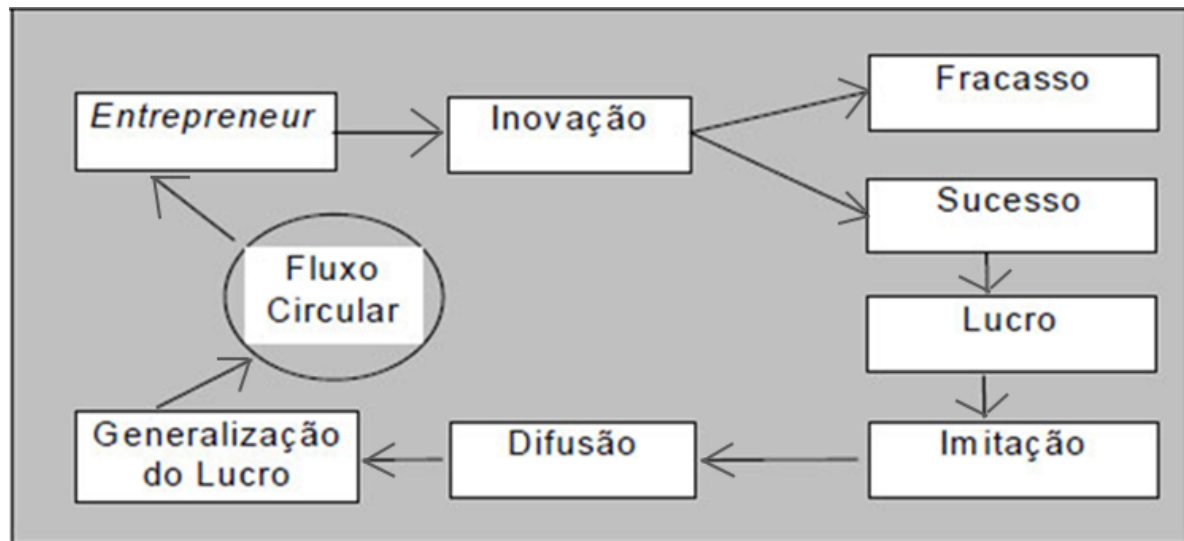 Entrepreneur
Inovação
Fracasso
Sucesso
Lucro
Imitação
Difusão
Generalização
do Lucro
Fluxo
Circular